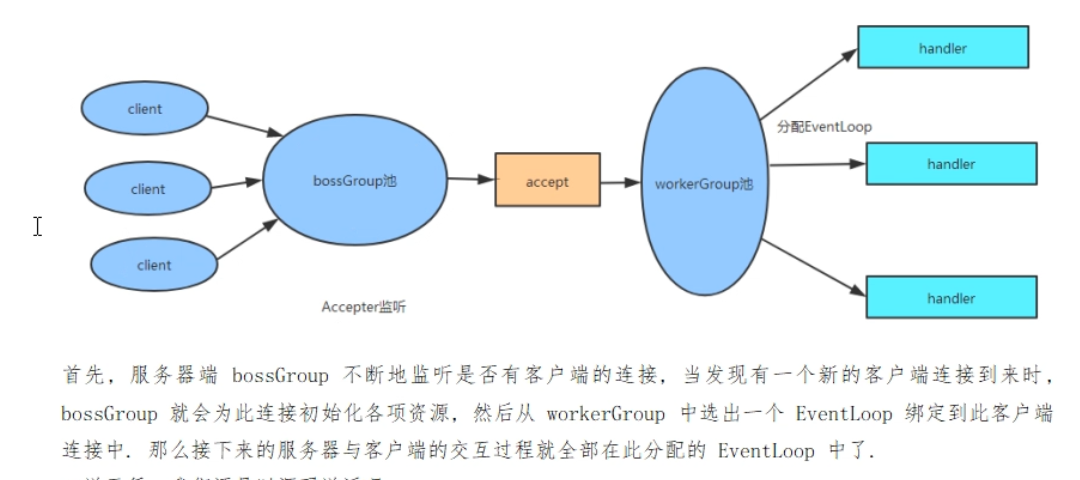 handler
client
分配EventLoop
bossGroup池
accept
workerGroup池
handler
client
client
handler
Accepter监听
首先, 服务器端 bossGroup 不断地监听是否有客户端的连接, 当发现有一个新的客户端连接到来时,
bossGroup 就会为此连接初始化各项资源, 然后从 workerGroup 中选出一个 EventLoop 绑定到此客户端
连接中. 那么接下来的服务器与客户端的交互过程就全部在此分配的 EventLoop 中了.